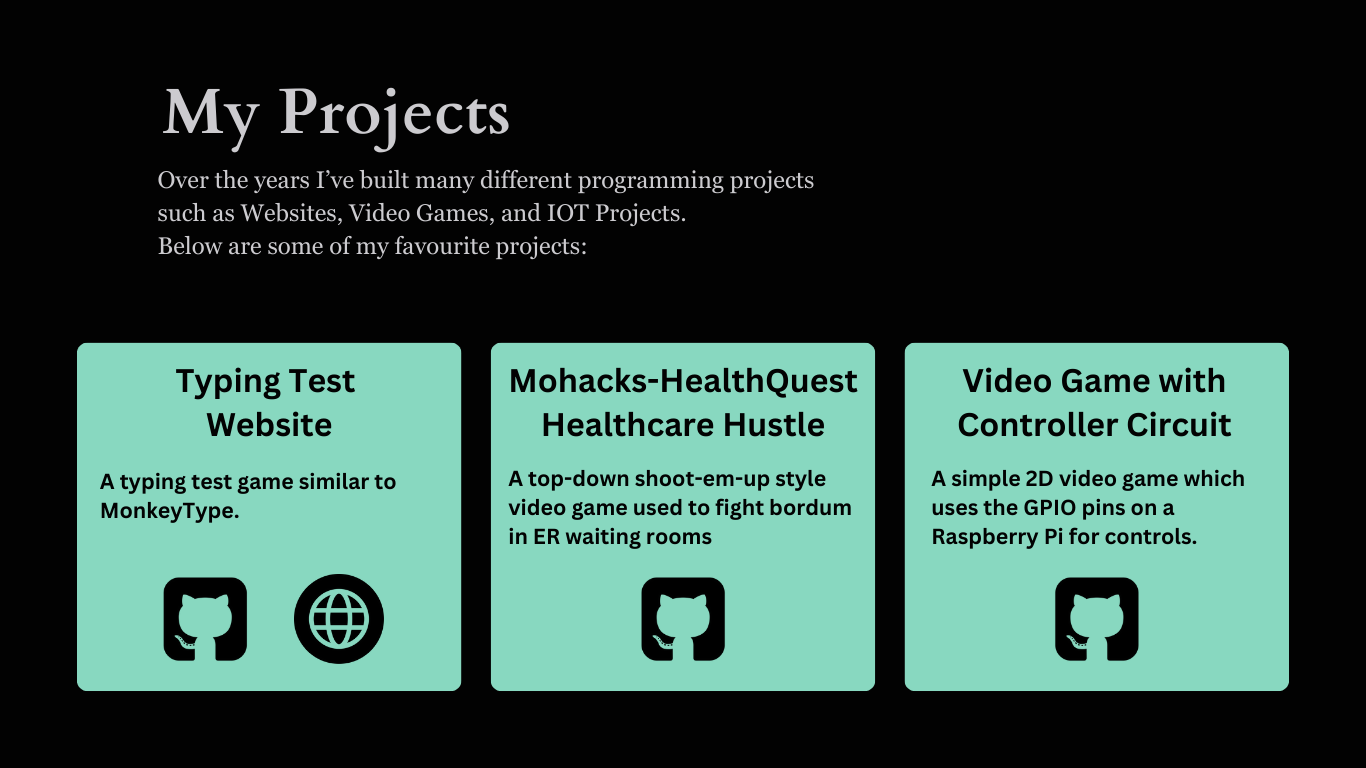 My Projects
Over the years I’ve built many different programming projects
such as Websites, Video Games, and IOT Projects.
Below are some of my favourite projects:
Typing Test
Website
A typing test game similar to
MonkeyType.
Mohacks-HealthQuest
Healthcare Hustle
A top-down shoot-em-up style
video game used to fight bordum
in ER waiting rooms
Video Game with
Controller Circuit
A simple 2D video game which
uses the GPIO pins on a
Raspberry Pi for controls.